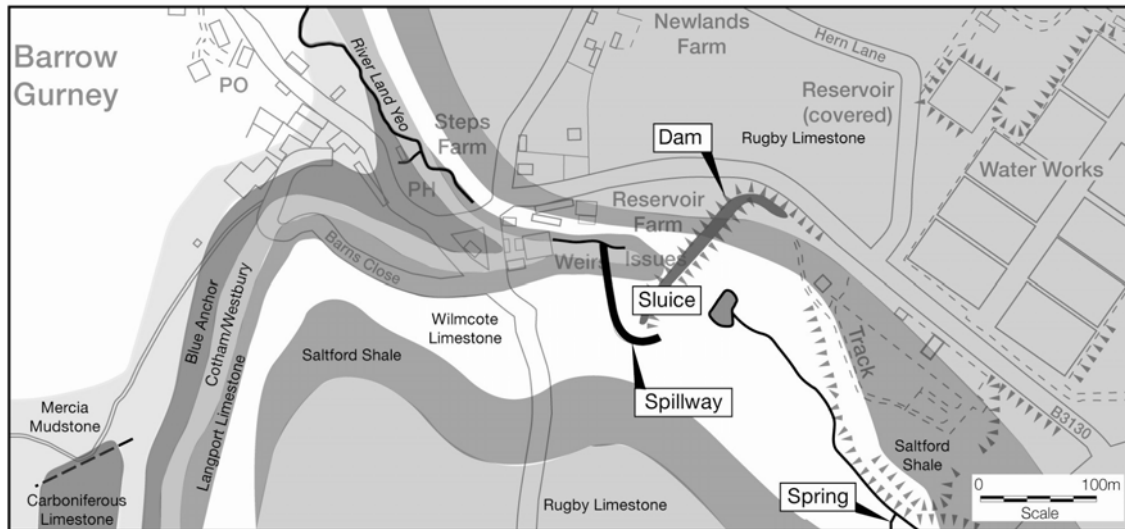 Barrow
Gurney
PO
River Land Yeo
Steps
Farm
PH
Newlands
Farm
Hern Lane
Reservoir
(covered)
Rugby Limestone
Dam
Water Works
Reservoir
Farm
Barns Close
Weirs
Issues
Sluice
Blue Anchor
Cotham/Westbury
Langport Limestone
Wilmcote
Limestone
Saltford Shale
Spillway
Track
B3130
Mercia
Mudstone
Carboniferous
Limestone
Rugby Limestone
Saltford
Shale
Spring
0 100m
Scale